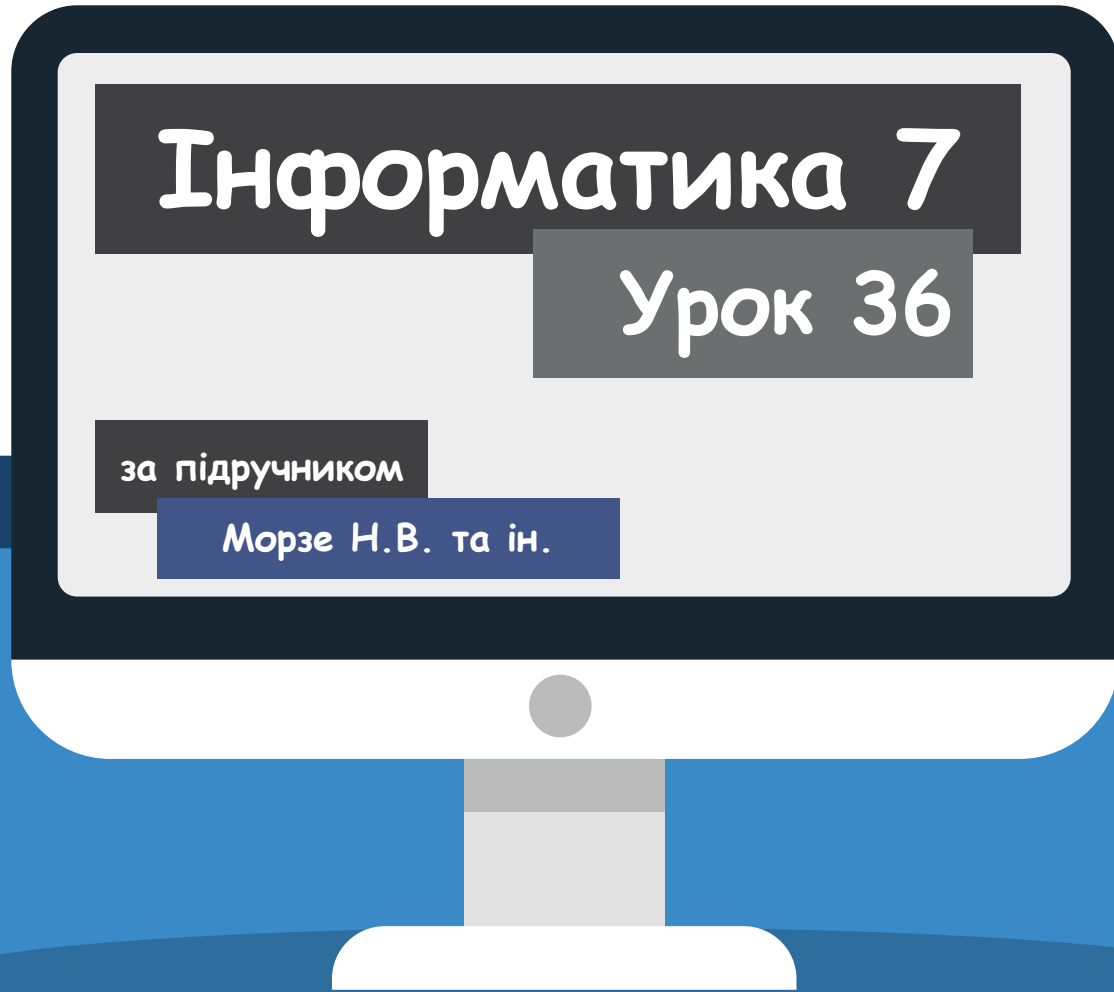 Інформатика 7
Урок 36
за підручником
Морзе Н.В. та ін.